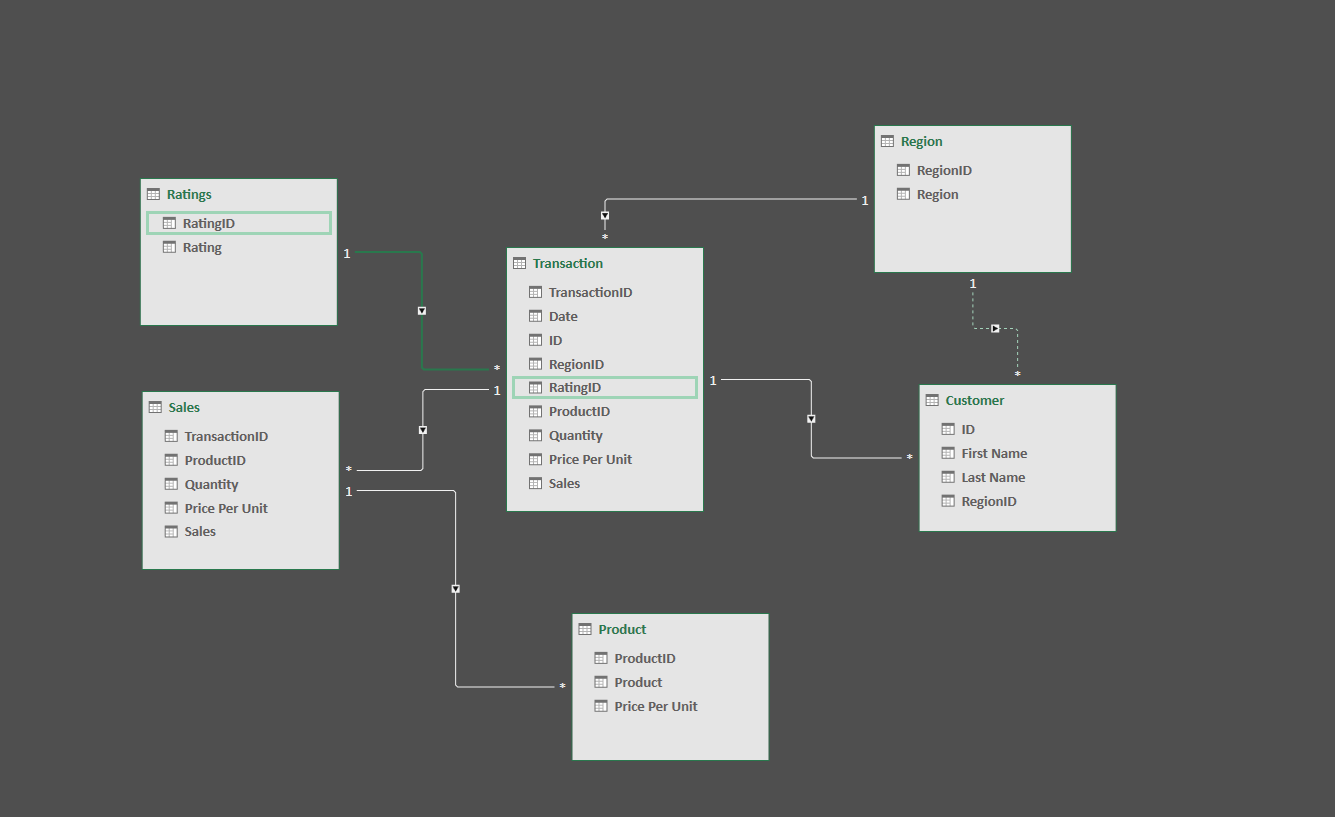 Ratings
RatingID
Rating
1
*
Sales
TransactionID
ProductID
Quantity
Price Per Unit
Sales
*
1
Transaction
TransactionID
Date
ID
RegionID
RatingID
ProductID
Quantity
Price Per Unit
Sales
*
1
1
Region
RegionID
Region
1
1
*
Customer
ID
First Name
Last Name
RegionID
*
Product
ProductID
Product
Price Per Unit
*